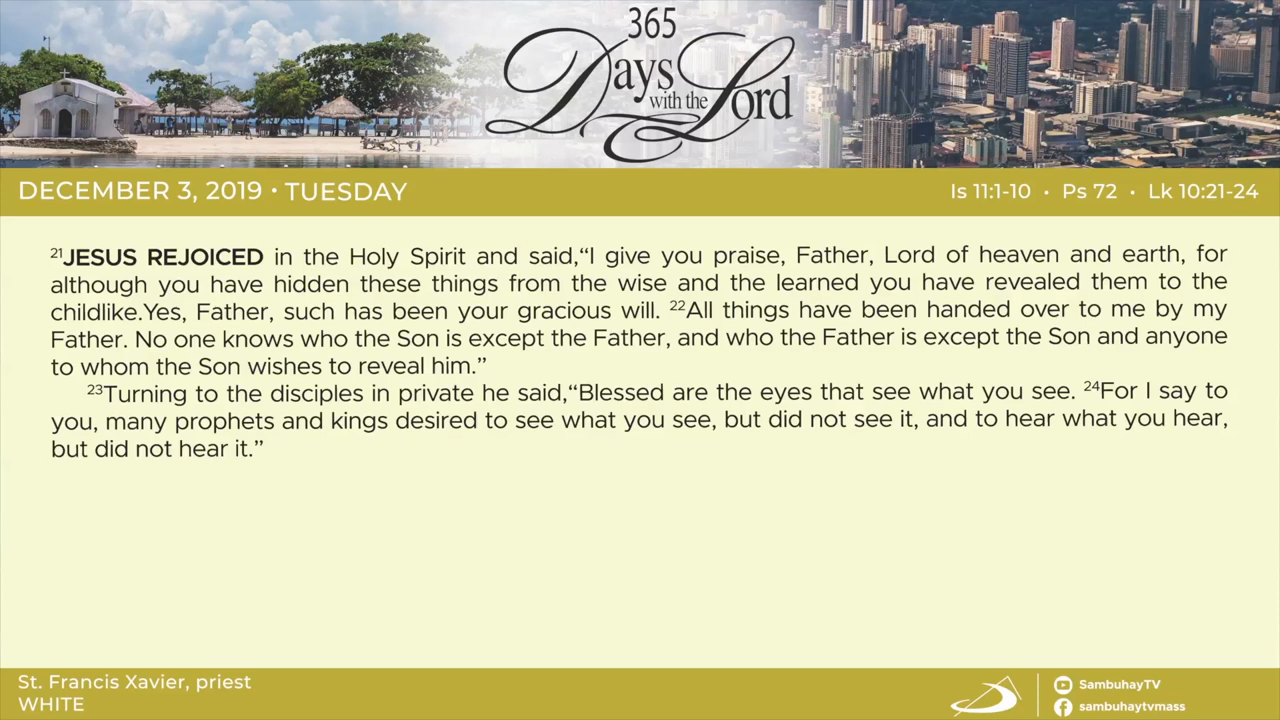 365
Days
with the
Lord
DECEMBER 3, 2019 • TUESDAY
Is 11:1-10 • Ps 72 • Lk 10:21-24
21JESUS REJOICED in the Holy Spirit and said,“I give you praise, Father, Lord of heaven and earth, for
although you have hidden these things from the wise and the learned you have revealed them to the
childlike.Yes, Father, such has been your gracious will. 22All things have been handed over to me by my
Father. No one knows who the Son is except the Father, and who the Father is except the Son and anyone
to whom the Son wishes to reveal him.”
23Turning to the disciples in private he said,“Blessed are the eyes that see what you see. 24For I say to
you, many prophets and kings desired to see what you see, but did not see it, and to hear what you hear,
but did not hear it.”
St. Francis Xavier, priest
WHITE
SambuhayTV
sambuhaytvmass